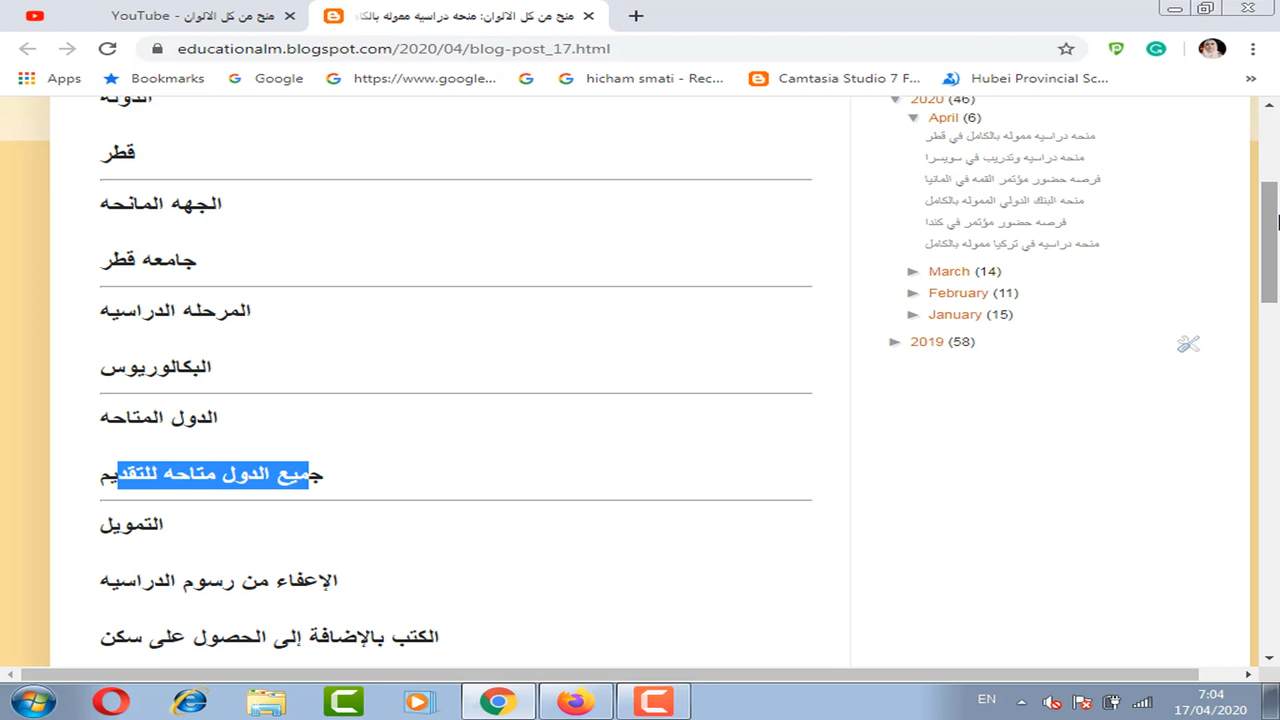 منح من كل الالوان - YouTube
منح من كل الالوان: منحه دراسيه مموله بالكا
educationalm.blogspot.com/2020/04/blog-post_17.html
Apps
Bookmarks
Google
https://www.google...
hicham smati - Rec...
Camtasia Studio 7 F...
Hubei Provincial Sc...
»
الدولة
قطر
الجهه المانحه
جامعه قطر
المرحله الدراسيه
البكالوريوس
الدول المتاحه
جميع الدول متاحه للتقديم
التمويل
الإعفاء من رسوم الدراسيه
الكتب بالإضافة إلى الحصول على سكن
▼ 2020 (46)
▼ April (6)
منحه دراسيه مموله بالكامل في قطر
منحه دراسيه وتدريب في سويسرا
فرصه حضور مؤتمر القمه في المانيا
منحه البنك الدولي المموله بالكامل
فرصه حضور مؤتمر في كندا
منحه دراسيه في تركيا مموله بالكامل
► March (14)
► February (11)
► January (15)
► 2019 (58)
EN
7:04
17/04/2020